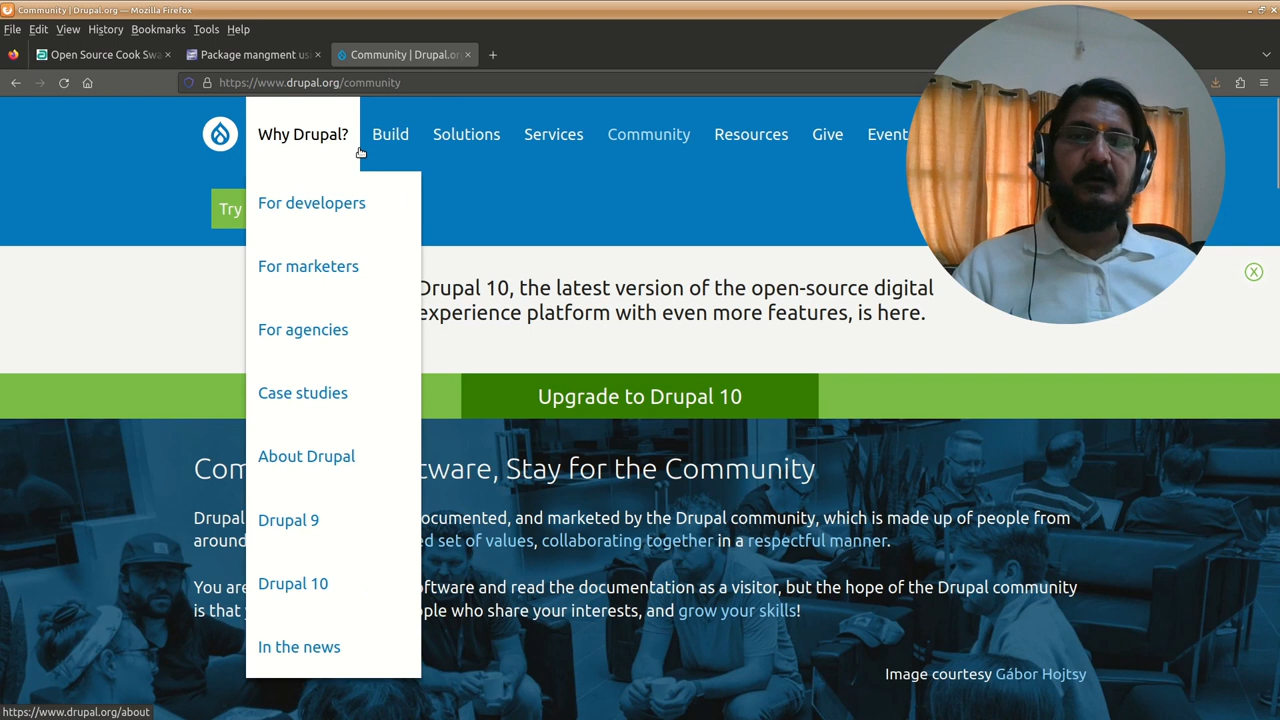 Community | Drupal.org — Mozilla Firefox
File Edit View History Bookmarks Tools Help
Open Source Cook Swa
Package mangment usi
Community | Drupal.or
https://www.drupal.org/community
Why Drupal? Build Solutions Services Community Resources Give Event
Try
For developers
For marketers
For agencies
Case studies
About Drupal
Drupal 9
Drupal 10
In the news
Drupal 10, the latest version of the open-source digital
experience platform with even more features, is here.
X
Upgrade to Drupal 10
Com tware, Stay for the Community
Drupal ocumented, and marketed by the Drupal community, which is made up of people from
around ed set of values, collaborating together in a respectful manner.
You are oftware and read the documentation as a visitor, but the hope of the Drupal community
is that y ople who share your interests, and grow your skills!
Image courtesy Gábor Hojtsy
https://www.drupal.org/about